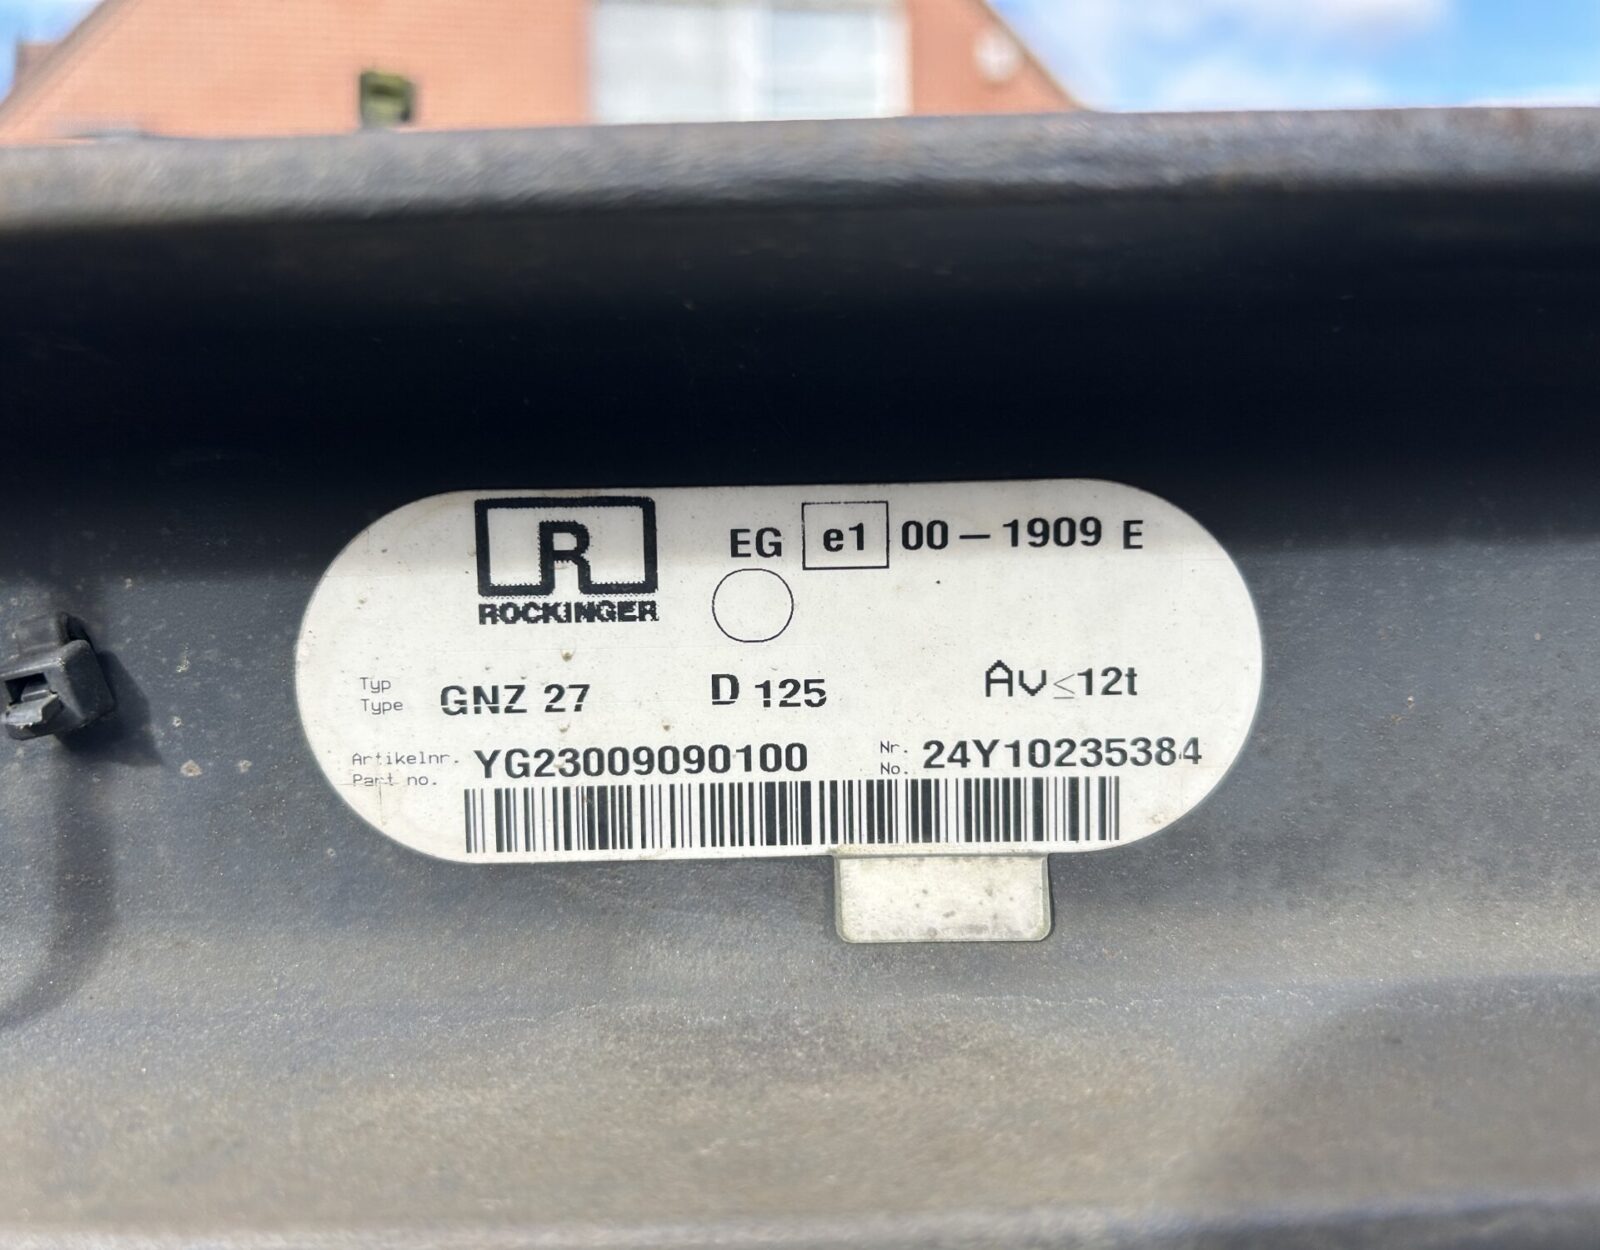 R
ROCKINGER
EG e1 00-1909 E
Typ
Type GNZ 27 D 125 Av≤12t
Artikelnr. YG23009090100 Nr. 24Y10235384
Part no. No.